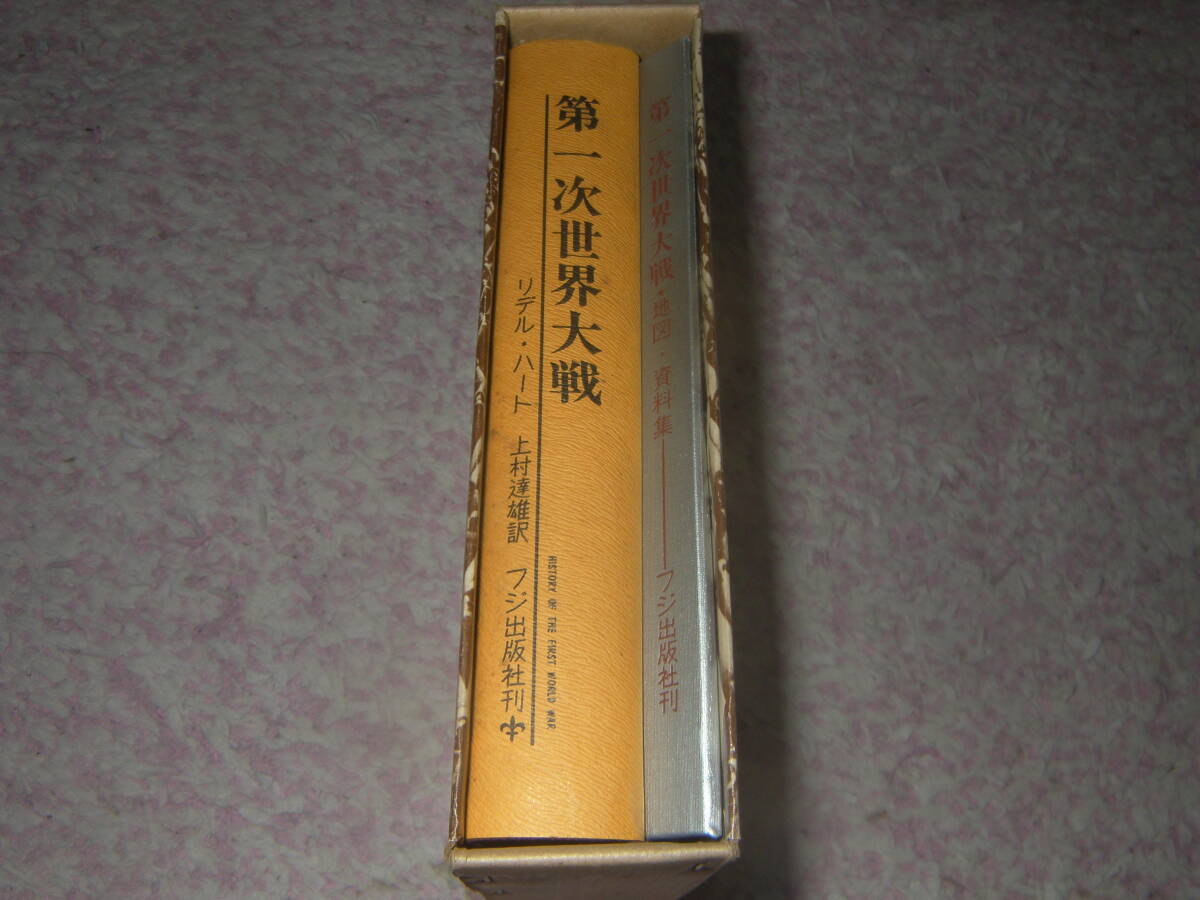 第一次世界大戦
リデル・ハート 上村達雄訳 フジ出版社刊
HISTORY OF THE FIRST WORLD WAR
第一次世界大戦・地図・資料集――フジ出版社刊